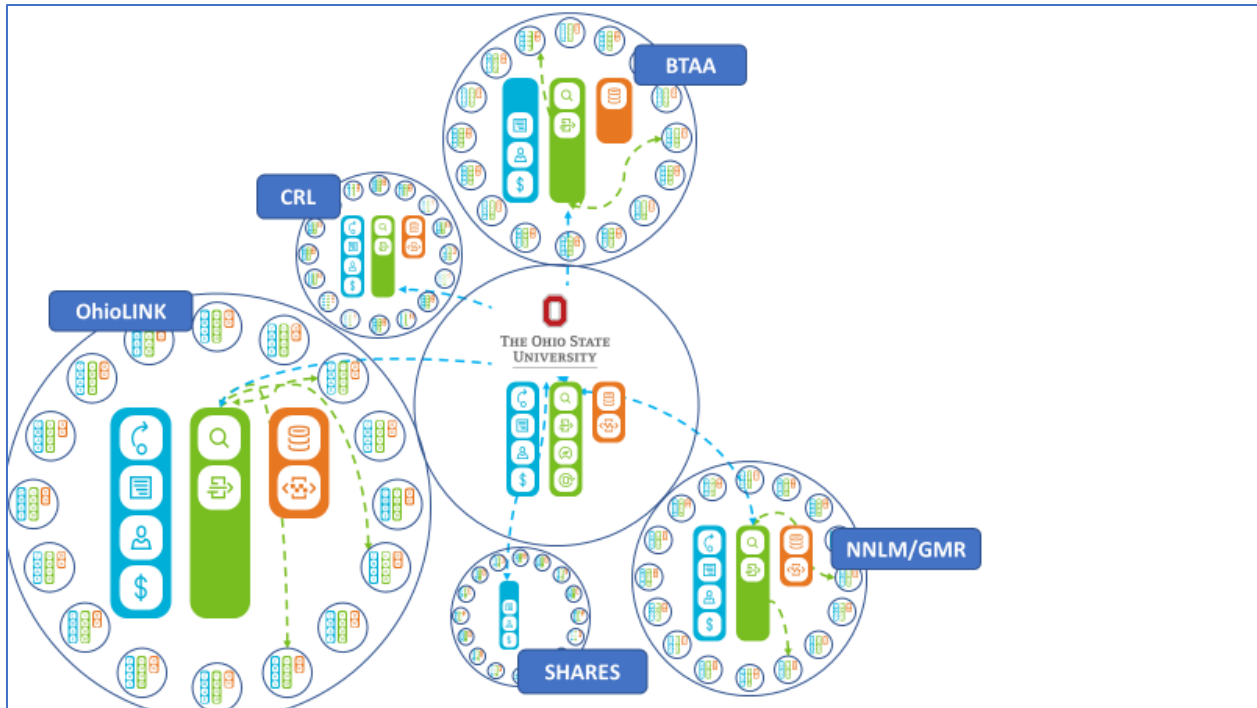 BTAA
CRL
OhioLINK
THE OHIO STATE
UNIVERSITY
NNLM/GMR
SHARES